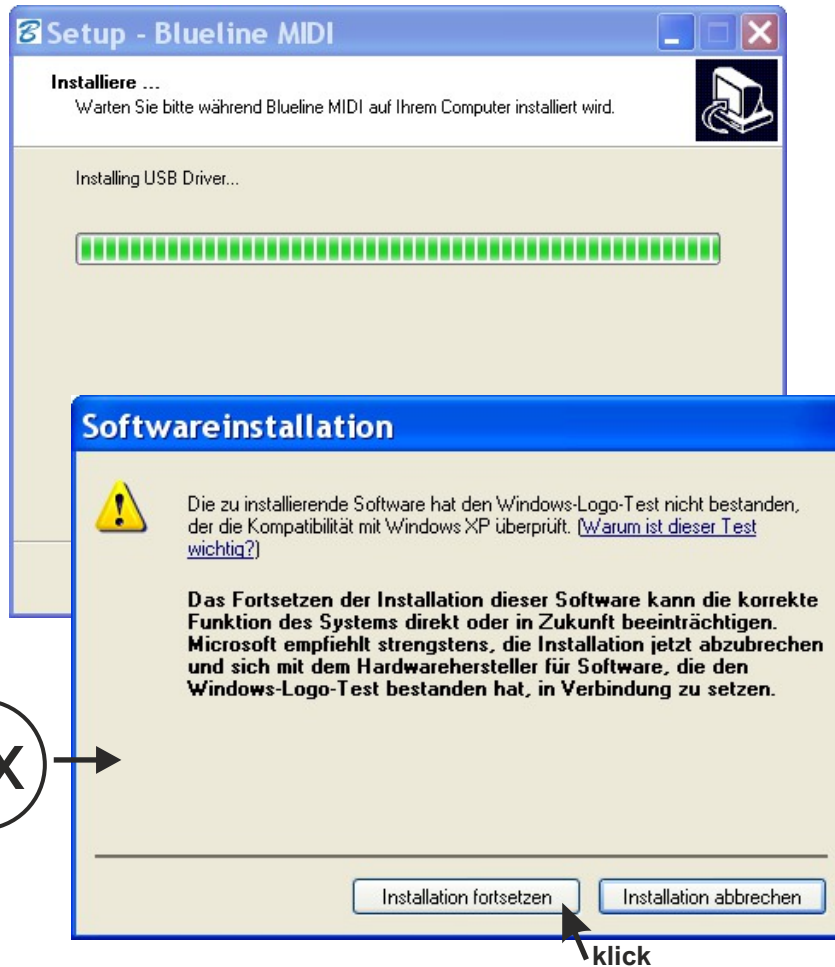 Setup - Blueline MIDI
Installiere ...
Warten Sie bitte während Blueline MIDI auf Ihrem Computer installiert wird.
Installing USB Driver...
Softwareinstallation
Die zu installierende Software hat den Windows-Logo-Test nicht bestanden,
der die Kompatibilität mit Windows XP überprüft. (Warum ist dieser Test
wichtig?)
Das Fortsetzen der Installation dieser Software kann die korrekte
Funktion des Systems direkt oder in Zukunft beeinträchtigen.
Microsoft empfiehlt strengstens, die Installation jetzt abzubrechen
und sich mit dem Hardwarehersteller für Software, die den
Windows-Logo-Test bestanden hat, in Verbindung zu setzen.
x
Installation fortsetzen
Installation abbrechen
klick